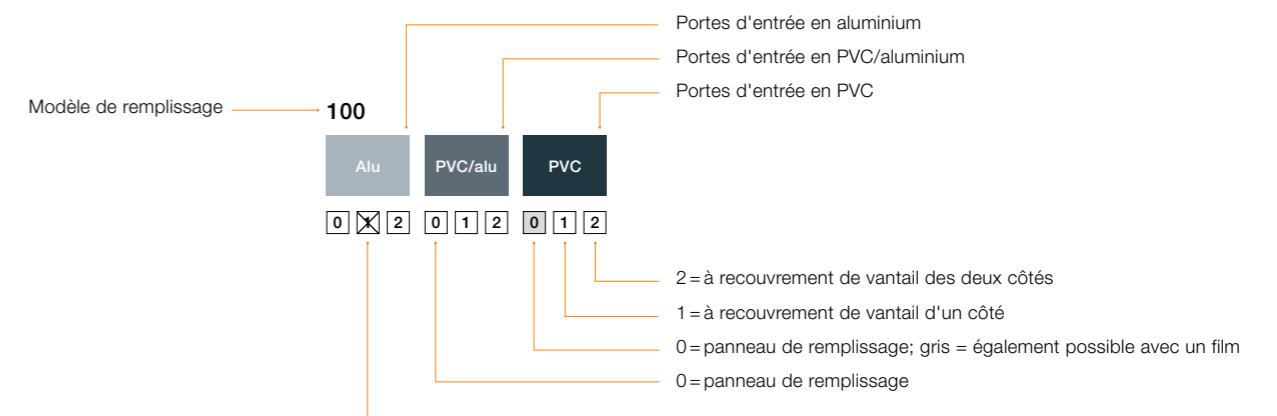 Portes d'entrée en aluminium
Portes d'entrée en PVC/aluminium
Portes d'entrée en PVC
Modèle de remplissage
100
Alu PVC/alu PVC
0 1 2 0 1 2 0 1 2
2 = à recouvrement de vantail des deux côtés
1 = à recouvrement de vantail d'un côté
0 = panneau de remplissage; gris = également possible avec un film
0 = panneau de remplissage